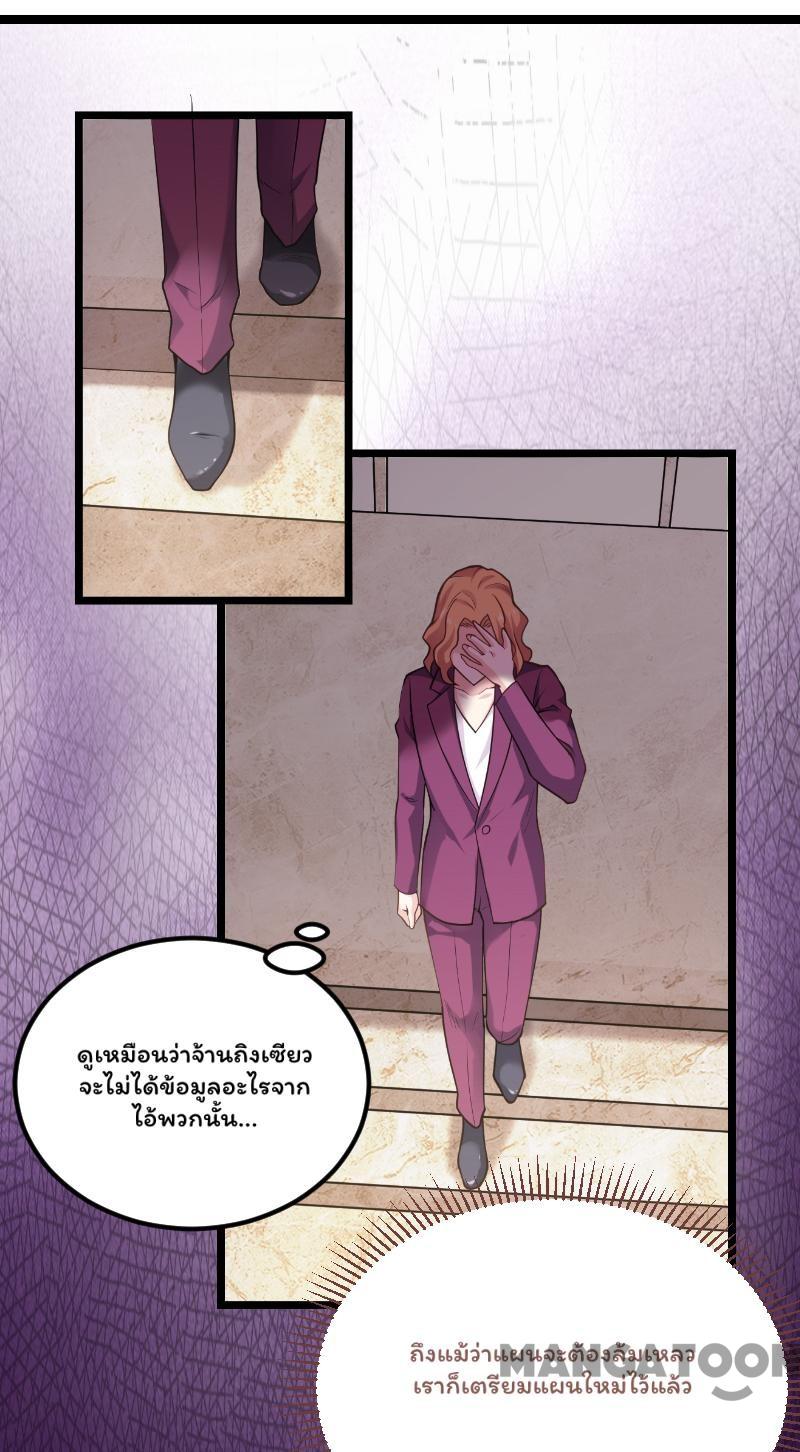 ดูเหมือนว่าจ้านถิงเซียว
จะไม่ได้ข้อมูลอะไรจาก
ไอ้พวกนั้น...
ถึงแม้ว่าแผนจะต้องล้มเหลว
เราก็เตรียมแผนใหม่ไว้แล้ว
MANGATOON